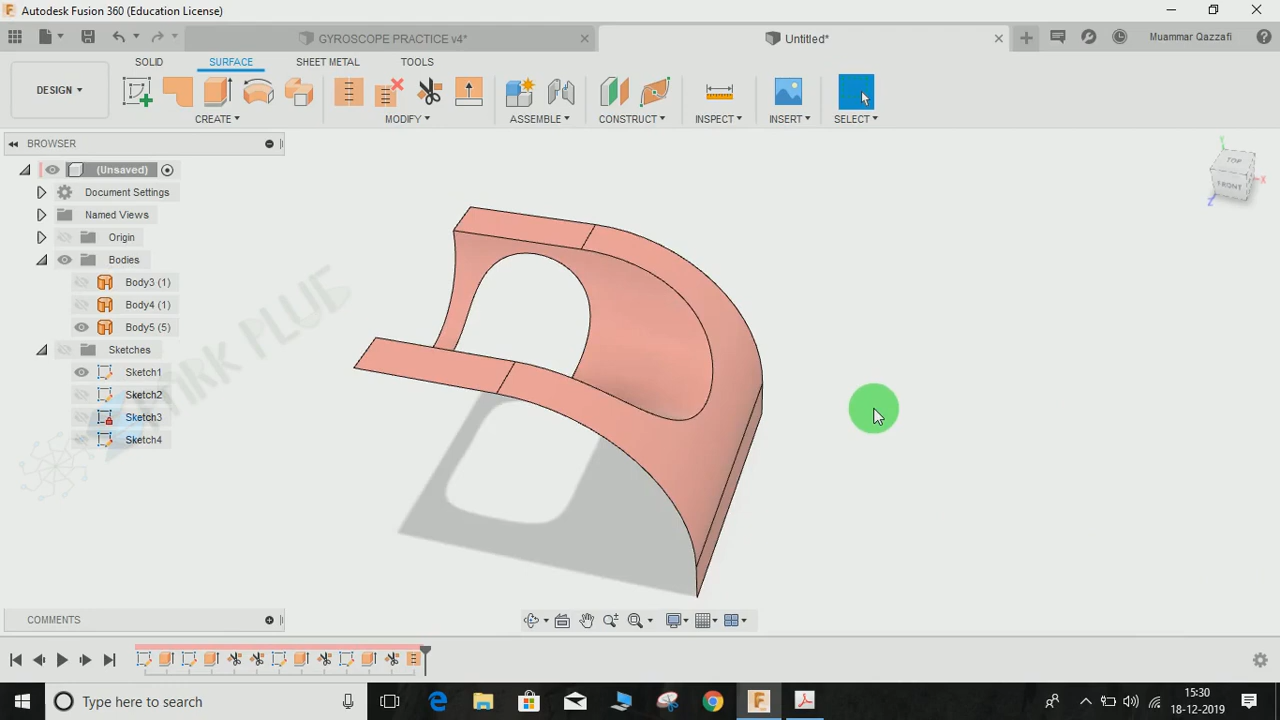 Autodesk Fusion 360 (Education License)
GYROSCOPE PRACTICE v4*
Untitled*
Muammar Qazzafi
SOLID
SURFACE
SHEET METAL
TOOLS
DESIGN
CREATE
MODIFY
ASSEMBLE
CONSTRUCT
INSPECT
INSERT
SELECT
BROWSER
(Unsaved)
Document Settings
Named Views
Origin
Bodies
Body3 (1)
Body4 (1)
Body5 (5)
Sketches
Sketch1
Sketch2
Sketch3
Sketch4
TOP
FRONT
Y
X
Z
COMMENTS
Type here to search
15:30
18-12-2019